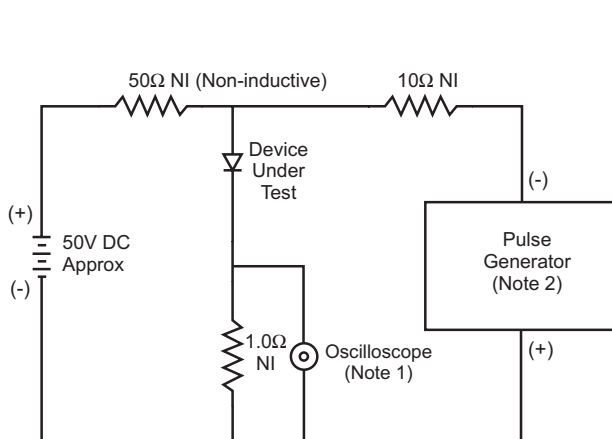 50Ω NI (Non-inductive)
10Ω NI
Device
Under
Test
(-)
(+)
50V DC
Approx
(-)
Pulse
Generator
(Note 2)
1.0Ω
NI
Oscilloscope
(Note 1)
(+)